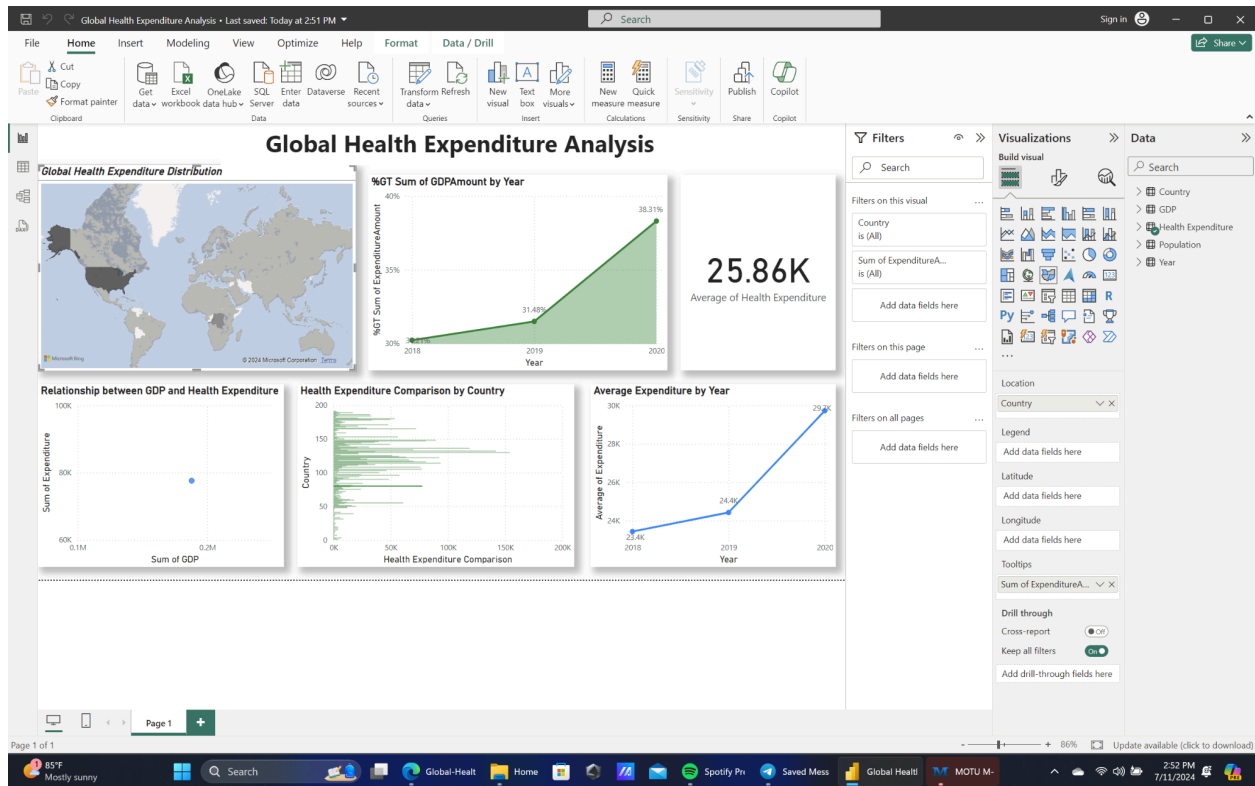 Global Health Expenditure Analysis • Last saved: Today at 2:51 PM
Search
Sign in
File Home Insert Modeling View Optimize Help Format Data / Drill
Share
Paste
Cut
Copy
Format painter
Clipboard
Get data
Excel workbook
OneLake data hub
SQL Server
Enter data
Dataverse
Recent sources
Data
Transform data
Refresh
Queries
New visual
Text box
More visuals
Insert
New measure
Quick measure
Calculations
Sensitivity
Sensitivity
Publish
Share
Copilot
Copilot
Global Health Expenditure Analysis
Global Health Expenditure Distribution
Microsoft Bing
© 2024 Microsoft Corporation Terms
%GT Sum of GDPAmount by Year
%GT Sum of ExpenditureAmount
40%
35%
30%
38.31%
31.48%
2018 2019 2020
Year
25.86K
Average of Health Expenditure
Relationship between GDP and Health Expenditure
Sum of Expenditure
100K
80K
60K
0.1M 0.2M
Sum of GDP
Health Expenditure Comparison by Country
Country
200
150
100
50
0
0K 50K 100K 150K 200K
Health Expenditure Comparison
Average Expenditure by Year
Average of Expenditure
30K
28K
26K
24K
29.7K
24.4K
23.4K
2018 2019 2020
Year
Filters
Search
Filters on this visual
Country
is (All)
Sum of ExpenditureA...
is (All)
Add data fields here
Filters on this page
Add data fields here
Filters on all pages
Add data fields here
Visualizations
Build visual
123
R
Py
Location
Country
Legend
Add data fields here
Latitude
Add data fields here
Longitude
Add data fields here
Tooltips
Sum of ExpenditureA...
Drill through
Cross-report
Off
Keep all filters
On
Add drill-through fields here
Data
Search
Country
GDP
Health Expenditure
Population
Year
Page 1
Page 1 of 1
86%
Update available (click to download)
1
85°F
Mostly sunny
Search
Global-Healt
Home
Spotify Pr
Saved Mess
Global Healtl
MOTU M-
2:52 PM
7/11/2024